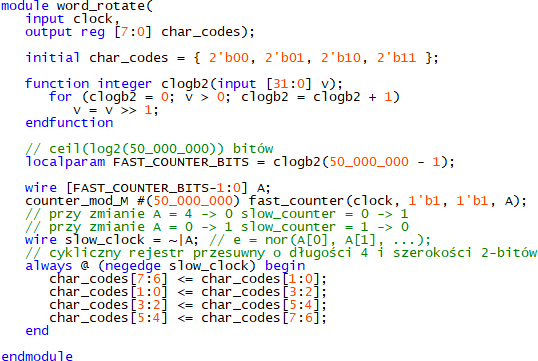 module word_rotate(
input clock,
output reg [7:0] char_codes);
initial char_codes = { 2'b00, 2'b01, 2'b10, 2'b11 };
function integer clogb2(input [31:0] v);
for (clogb2 = 0; v > 0; clogb2 = clogb2 + 1)
v = v >> 1;
endfunction
// ceil(log2(50_000_000)) bitów
localparam FAST_COUNTER_BITS = clogb2(50_000_000 - 1);
wire [FAST_COUNTER_BITS-1:0] A;
counter_mod_M #(50_000_000) fast_counter(clock, 1'b1, 1'b1, A);
// przy zmianie A = 4 -> 0 slow_counter = 0 -> 1
// przy zmianie A = 0 -> 1 slow_counter = 1 -> 0
wire slow_clock = ~|A; // e = nor(A[0], A[1], ...);
// cykliczny rejestr przesuwny o długości 4 i szerokości 2-bitów
always @ (negedge slow_clock) begin
char_codes[7:6] <= char_codes[1:0];
char_codes[1:0] <= char_codes[3:2];
char_codes[3:2] <= char_codes[5:4];
char_codes[5:4] <= char_codes[7:6];
end
endmodule